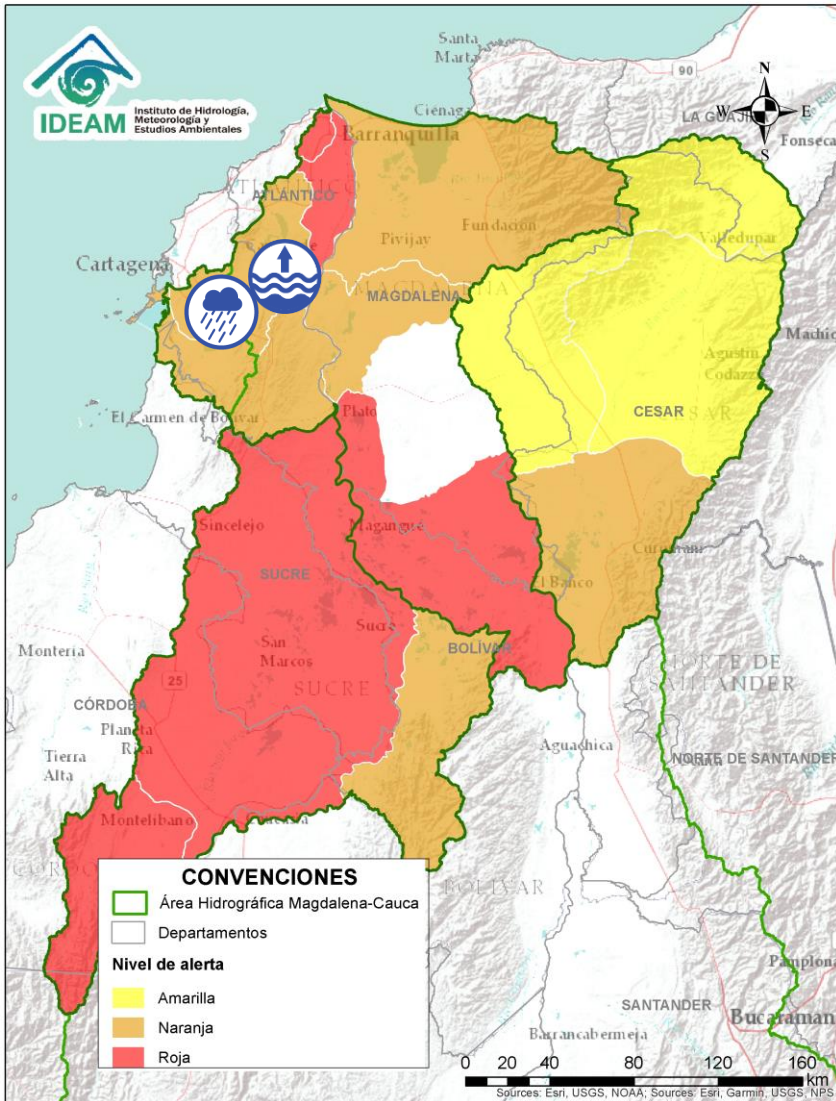 IDEAM
Instituto de Hidrología,
Meteorología y
Estudios Ambientales
Santa
Marta
90
N
W
E
S
LA GUAJI
Fonseca
Ciénaga
Barranquilla
ATLÁNTICO
Valledupar
Fundación
Pivijay
Cartagena
MAGDALENA
Agustín
Codazzi
El Carmen de Bolívar
Plato
CESAR
Sincelejo
Magangue
SUCRE
El Banco
Sucre
Montería
San
Marcos
BOLÍVAR
SUCRE
25
NORTE DE
SANTANDER
CÓRDOBA
Planeta
Rica
Tierra
Alta
Aguachica
NORTE DE SANTANDER
Montelibano
BOLÍVAR
CONVENCIONES
Área Hidrográfica Magdalena-Cauca
Departamentos
Nivel de alerta
Amarilla
Naranja
Roja
Pamplona
SANTANDER
Bucaraman
Barrancabermeja
0 20 40 80 120 160
km
Sources: Esri, USGS, NOAA; Sources: Esri, Garmin, USGS, NPS